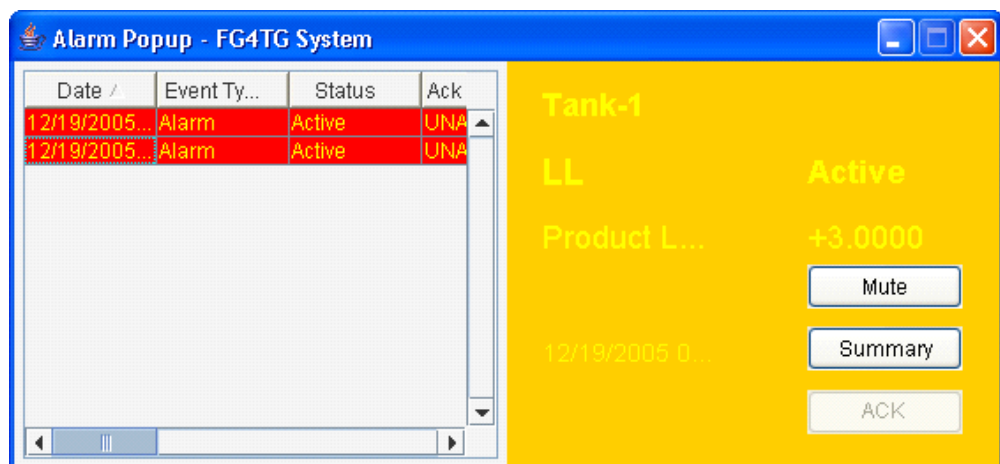 Alarm Popup - FG4TG System
Date Event Ty... Status Ack
12/19/2005... Alarm Active UNA
12/19/2005... Alarm Active UNA
Tank-1
LL Active
Product L... +3.0000
Mute
12/19/2005 0... Summary
ACK